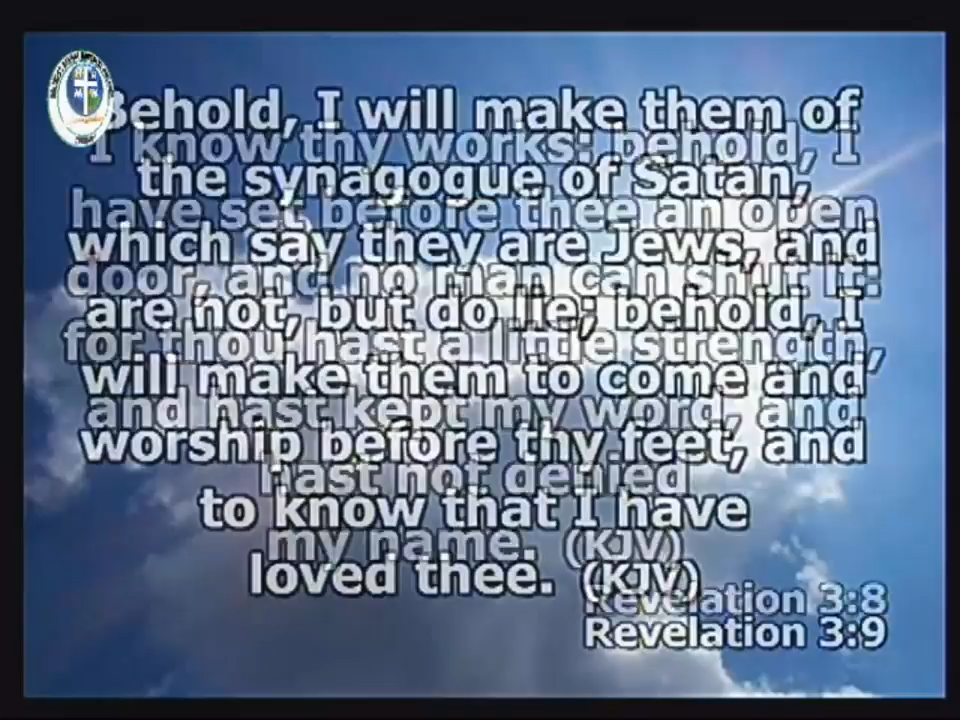 Behold, I will make them of
I know thy works: behold, I
the synagogue of Satan,
have set before thee an open
which say they are Jews, and
door, and no man can shut it:
are not, but do lie; behold, I
for thou hast a little strength,
will make them to come and
and hast kept my word, and
worship before thy feet, and
hast not denied
to know that I have
my name. (KJV)
loved thee. (KJV)
Revelation 3:8
Revelation 3:9